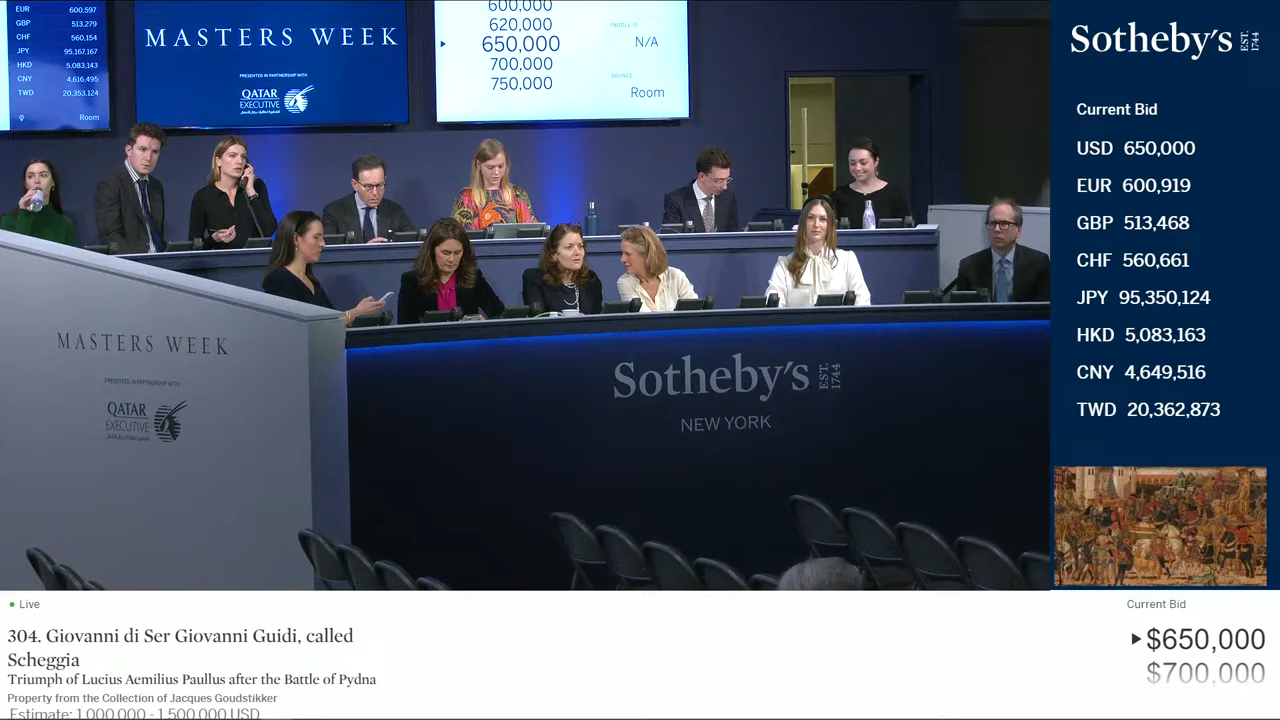 EUR 600,597
GBP 513,279
CHF 560,154
JPY 95,167,167
HKD 5,083,143
CNY 4,616,495
TWD 20,353,124
Room
MASTERS WEEK
PRESENTED IN PARTNERSHIP WITH
QATAR
EXECUTIVE
600,000
620,000
650,000
700,000
750,000
PADDLE ID
N/A
SOURCE
Room
Sotheby's EST. 1744
Current Bid
USD 650,000
EUR 600,919
GBP 513,468
CHF 560,661
JPY 95,350,124
HKD 5,083,163
CNY 4,649,516
TWD 20,362,873
MASTERS WEEK
PRESENTED IN PARTNERSHIP WITH
QATAR
EXECUTIVE
Sotheby's EST. 1744
NEW YORK
Live
304. Giovanni di Ser Giovanni Guidi, called
Scheggia
Triumph of Lucius Aemilius Paullus after the Battle of Pydna
Property from the Collection of Jacques Goudstikker
Estimate: 1,000,000 - 1,500,000 USD
Current Bid
$650,000
$700,000